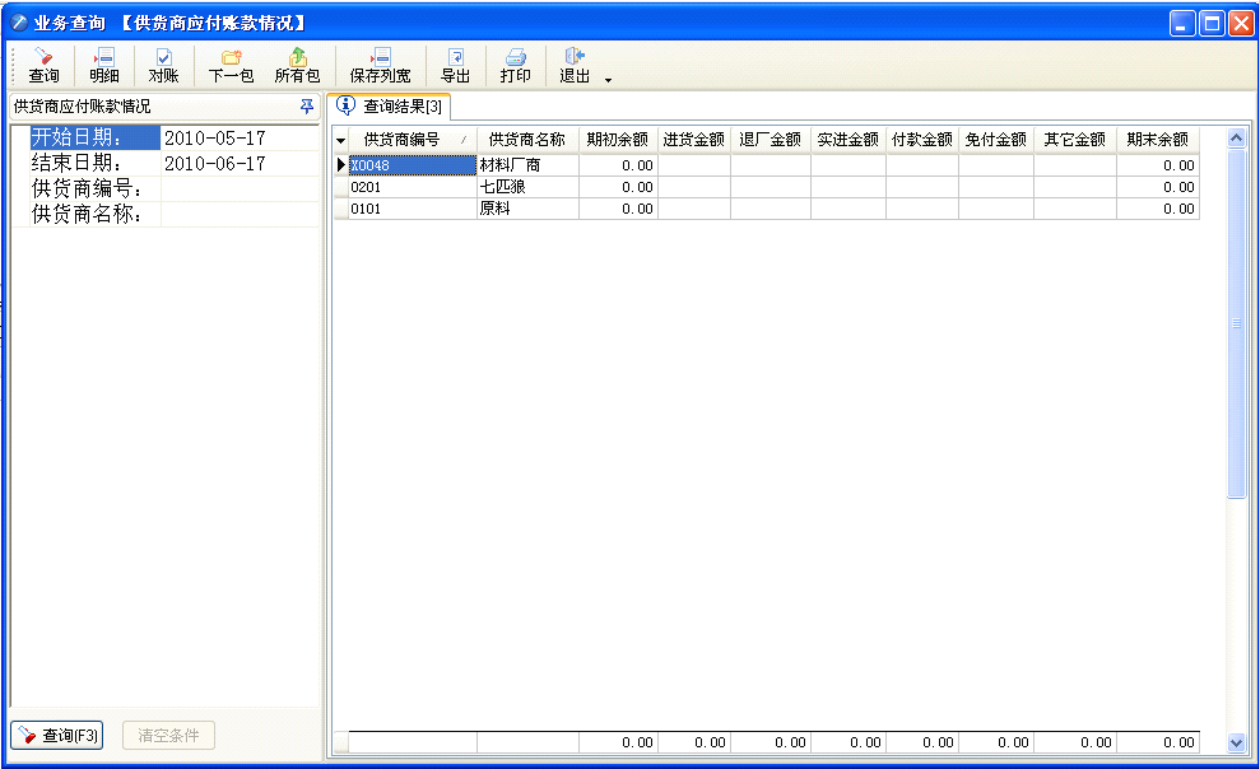 业务查询 【供货商应付账款情况】
查询 明细 对账 下一包 所有包 保存列宽 导出 打印 退出
供货商应付账款情况
开始日期： 2010-05-17
结束日期： 2010-06-17
供货商编号：
供货商名称：
查询(F3) 清空条件
查询结果[3]
供货商编号 供货商名称 期初余额 进货金额 退厂金额 实进金额 付款金额 免付金额 其它金额 期末余额
X0048 材料厂商 0.00 0.00
0201 七匹狼 0.00 0.00
0101 原料 0.00 0.00
0.00 0.00 0.00 0.00 0.00 0.00 0.00 0.00